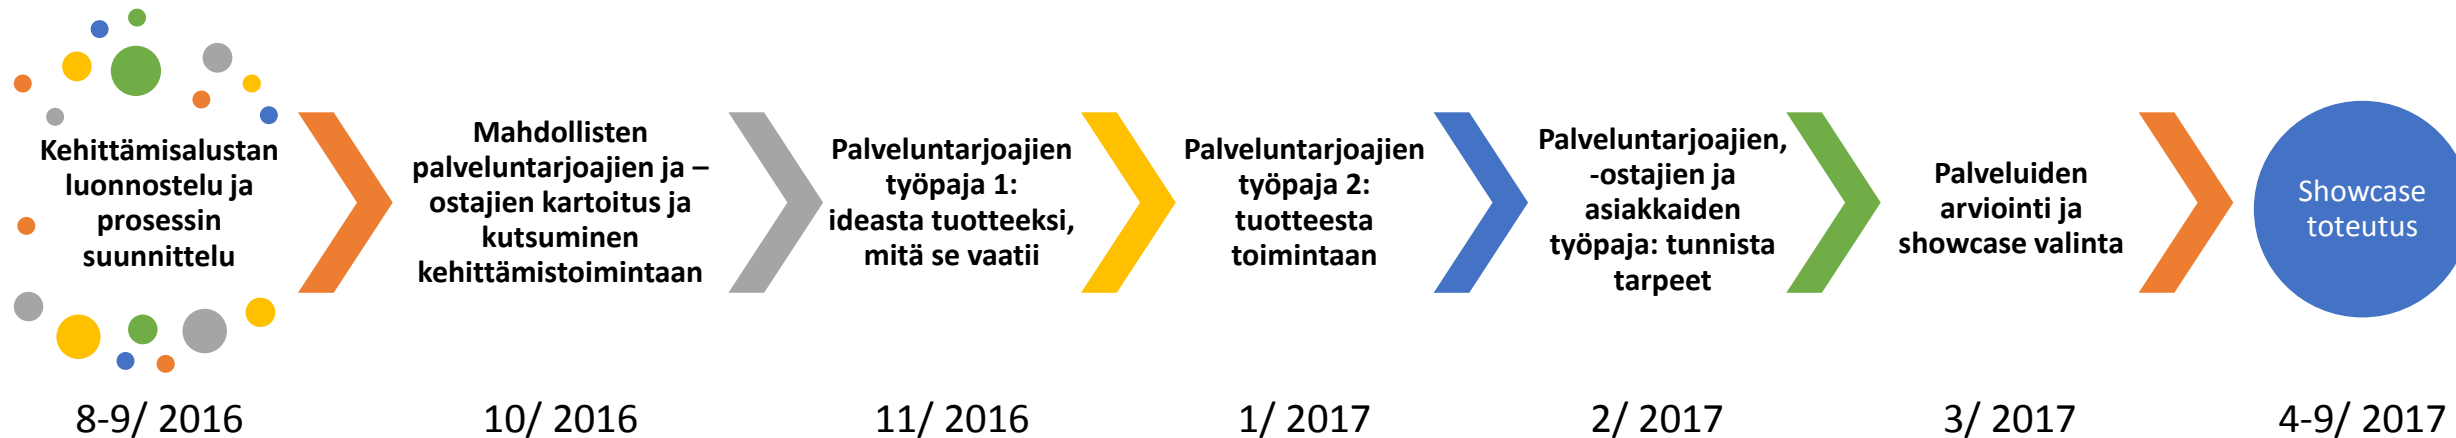 Kehittämisalustan
luonnostelu ja
prosessin
suunnittelu
Mahdollisten
palveluntarjoajien ja –
ostajien kartoitus ja
kutsuminen
kehittämistoimintaan
Palveluntarjoajien
työpaja 1:
ideasta tuotteeksi,
mitä se vaatii
Palveluntarjoajien
työpaja 2:
tuotteesta
toimintaan
Palveluntarjoajien,
-ostajien ja
asiakkaiden
työpaja: tunnista
tarpeet
Palveluiden
arviointi ja
showcase valinta
Showcase
toteutus
8-9/ 2016
10/ 2016
11/ 2016
1/ 2017
2/ 2017
3/ 2017
4-9/ 2017